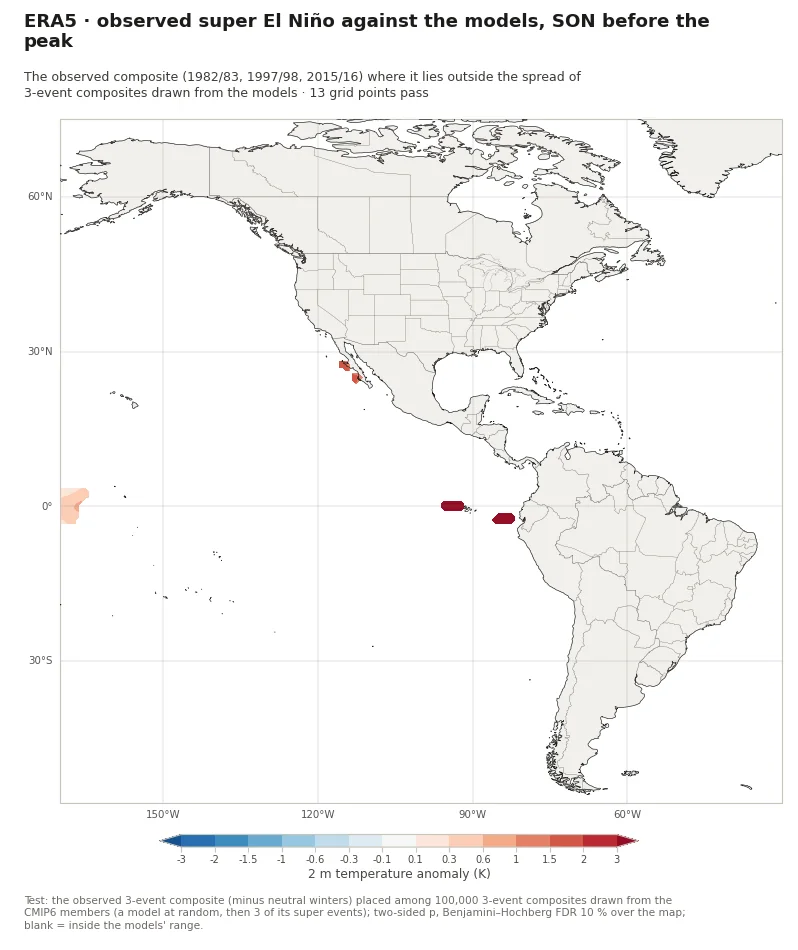 ERA5 · observed super El Niño against the models, SON before the
peak
The observed composite (1982/83, 1997/98, 2015/16) where it lies outside the spread of
3-event composites drawn from the models · 13 grid points pass
60°N
30°N
0°
30°S
150°W 120°W 90°W 60°W
-3 -2 -1.5 -1 -0.6 -0.3 -0.1 0.1 0.3 0.6 1 1.5 2 3
2 m temperature anomaly (K)
Test: the observed 3-event composite (minus neutral winters) placed among 100,000 3-event composites drawn from the
CMIP6 members (a model at random, then 3 of its super events); two-sided p, Benjamini–Hochberg FDR 10 % over the map;
blank = inside the models' range.